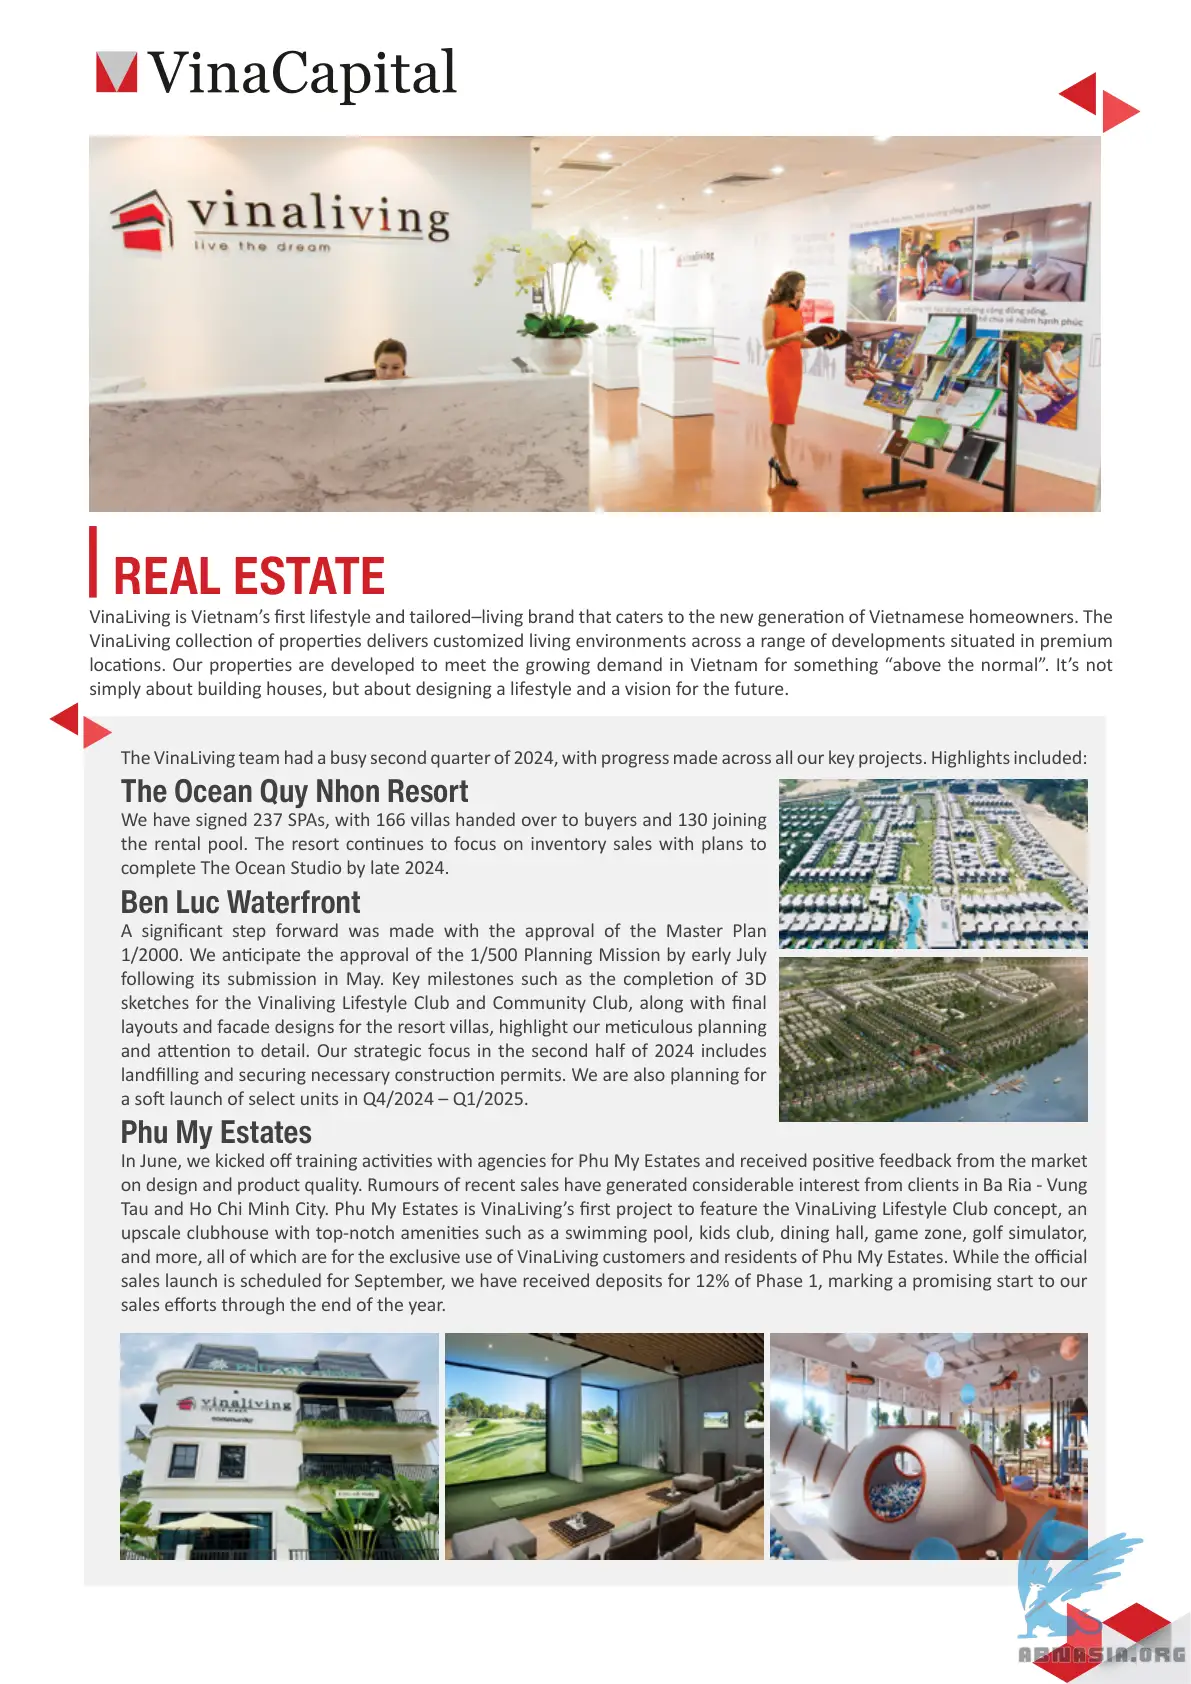 VinaCapital
vinaliving
live the dream
vinaliving
REAL ESTATE
VinaLiving is Vietnam’s first lifestyle and tailored–living brand that caters to the new generation of Vietnamese homeowners. The
VinaLiving collection of properties delivers customized living environments across a range of developments situated in premium
locations. Our properties are developed to meet the growing demand in Vietnam for something “above the normal”. It’s not
simply about building houses, but about designing a lifestyle and a vision for the future.
The VinaLiving team had a busy second quarter of 2024, with progress made across all our key projects. Highlights included:
The Ocean Quy Nhon Resort
We have signed 237 SPAs, with 166 villas handed over to buyers and 130 joining
the rental pool. The resort continues to focus on inventory sales with plans to
complete The Ocean Studio by late 2024.
Ben Luc Waterfront
A significant step forward was made with the approval of the Master Plan
1/2000. We anticipate the approval of the 1/500 Planning Mission by early July
following its submission in May. Key milestones such as the completion of 3D
sketches for the Vinaliving Lifestyle Club and Community Club, along with final
layouts and facade designs for the resort villas, highlight our meticulous planning
and attention to detail. Our strategic focus in the second half of 2024 includes
landfilling and securing necessary construction permits. We are also planning for
a soft launch of select units in Q4/2024 – Q1/2025.
Phu My Estates
In June, we kicked off training activities with agencies for Phu My Estates and received positive feedback from the market
on design and product quality. Rumours of recent sales have generated considerable interest from clients in Ba Ria - Vung
Tau and Ho Chi Minh City. Phu My Estates is VinaLiving’s first project to feature the VinaLiving Lifestyle Club concept, an
upscale clubhouse with top-notch amenities such as a swimming pool, kids club, dining hall, game zone, golf simulator,
and more, all of which are for the exclusive use of VinaLiving customers and residents of Phu My Estates. While the official
sales launch is scheduled for September, we have received deposits for 12% of Phase 1, marking a promising start to our
sales efforts through the end of the year.
vinaliving
community
ABNASIA.ORG